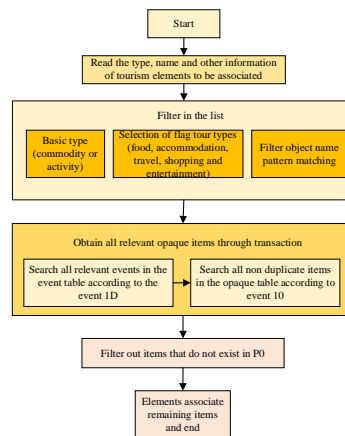 Start
Read the type, name and other information
of tourism elements to be associated
Filter in the list
Basic type
(commodity or
activity)
Selection of flag tour types
(food, accommodation,
travel, shopping and
entertainment)
Filter object name
pattern matching
Obtain all relevant opaque items through transaction
Search all relevant events in the
event table according to the
event 1D
Search all non duplicate items
in the opaque table according to
event 10
Filter out items that do not exist in P0
Elements associate
remaining items
and end